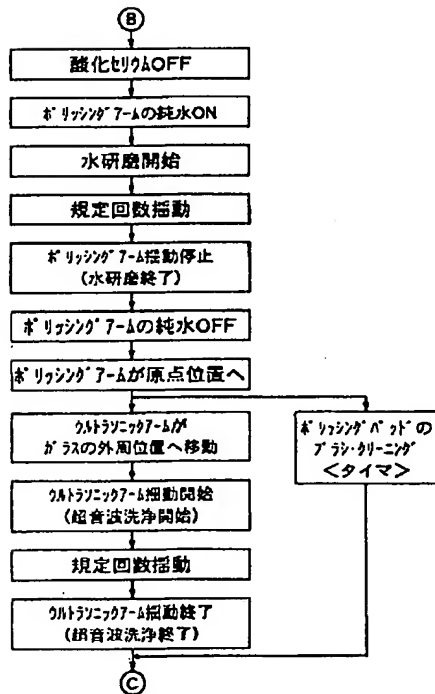 B
酸化セリウムOFF
ポリッシングアームの純水ON
水研磨開始
規定回数揺動
ポリッシングアーム揺動停止
(水研磨終了)
ポリッシングアームの純水OFF
ポリッシングアームが原点位置へ
ウルトラソニックアームが
ガラスの外周位置へ移動
ポリッシングパッドの
ブラシ・クリーニング
<タイマ>
ウルトラソニックアーム揺動開始
(超音波洗浄開始)
規定回数揺動
ウルトラソニックアーム揺動終了
(超音波洗浄終了)
C